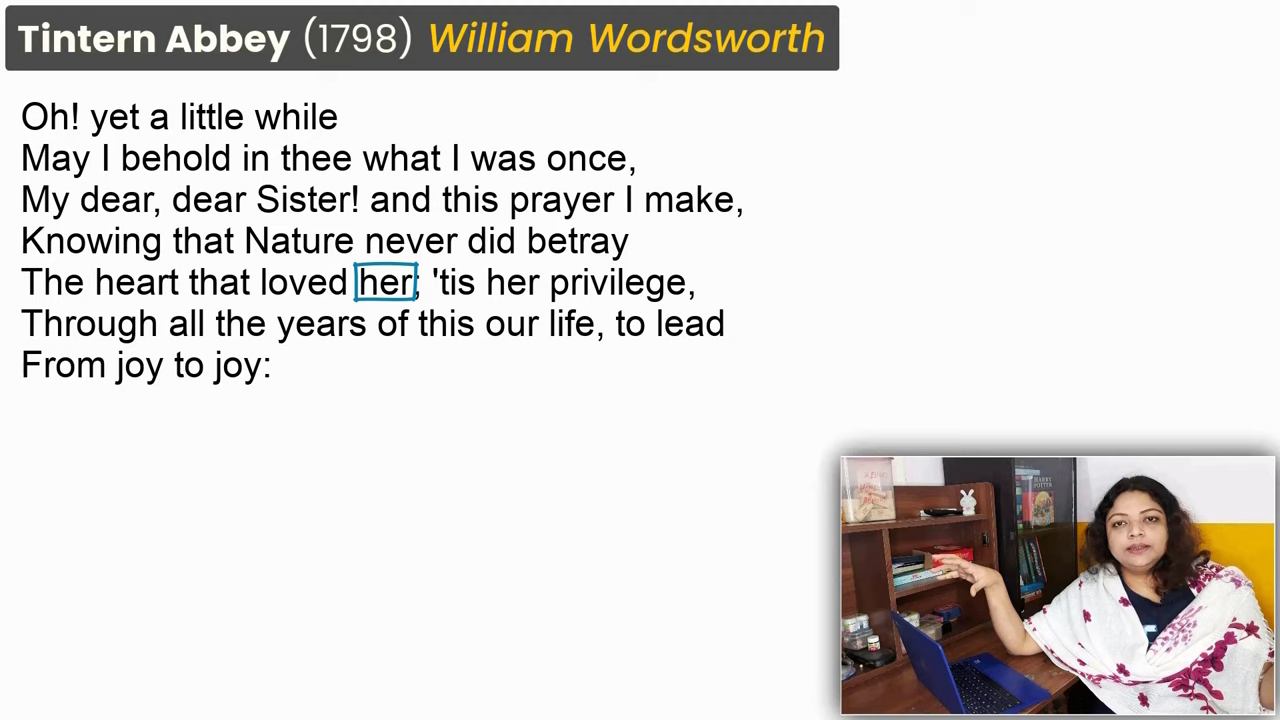 Tintern Abbey (1798) William Wordsworth
Oh! yet a little while
May I behold in thee what I was once,
My dear, dear Sister! and this prayer I make,
Knowing that Nature never did betray
The heart that loved her; 'tis her privilege,
Through all the years of this our life, to lead
From joy to joy:
HARRY
POTTER